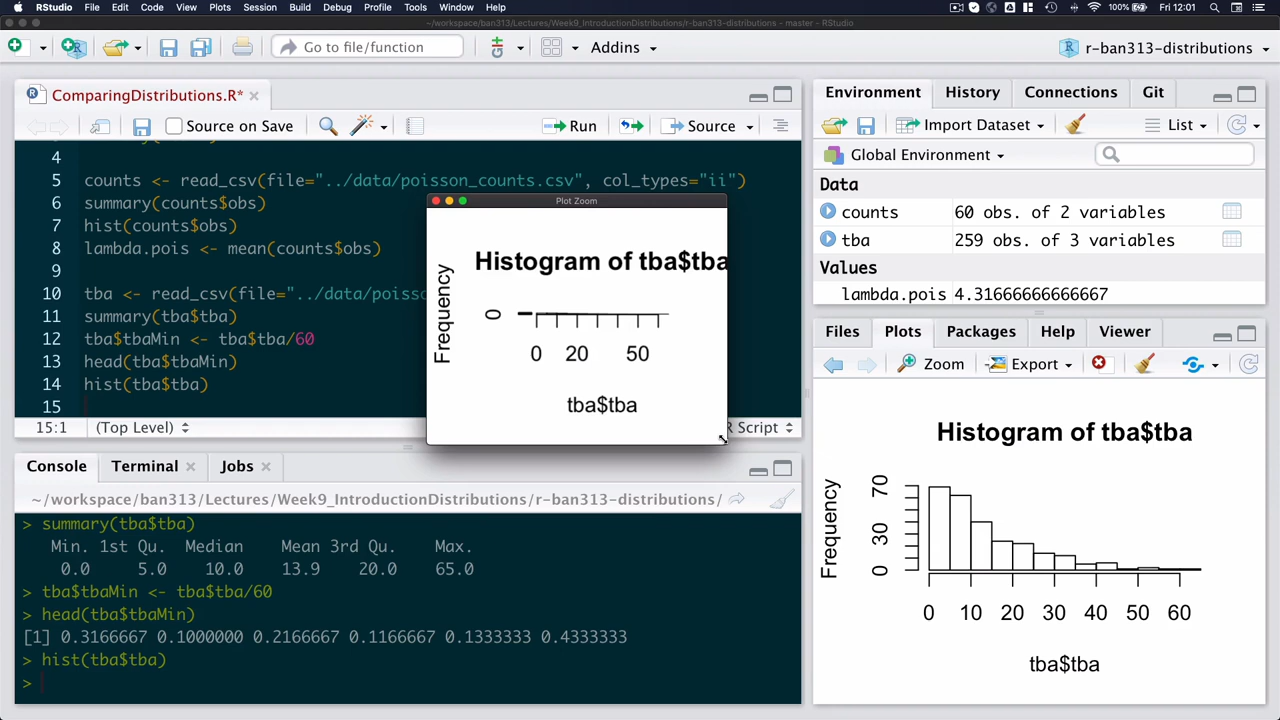 RStudio File Edit Code View Plots Session Build Debug Profile Tools Window Help 100% Fri 12:01
~/workspace/ban313/Lectures/Week9_IntroductionDistributions/r-ban313-distributions - master - RStudio
Go to file/function Addins r-ban313-distributions
ComparingDistributions.R*
Source on Save Run Source
4
5 counts <- read_csv(file="../data/poisson_counts.csv", col_types="ii")
6 summary(counts$obs)
7 hist(counts$obs)
8 lambda.pois <- mean(counts$obs)
9
10 tba <- read_csv(file="../data/poiss
11 summary(tba$tba)
12 tba$tbaMin <- tba$tba/60
13 head(tba$tbaMin)
14 hist(tba$tba)
15
15:1 (Top Level) R Script
Plot Zoom
Histogram of tba$tba
Frequency
0
0 20 50
tba$tba
Console Terminal Jobs
~/workspace/ban313/Lectures/Week9_IntroductionDistributions/r-ban313-distributions/
> summary(tba$tba)
Min. 1st Qu. Median Mean 3rd Qu. Max.
0.0 5.0 10.0 13.9 20.0 65.0
> tba$tbaMin <- tba$tba/60
> head(tba$tbaMin)
[1] 0.3166667 0.1000000 0.2166667 0.1166667 0.1333333 0.4333333
> hist(tba$tba)
>
Environment History Connections Git
Import Dataset List
Global Environment
Data
counts 60 obs. of 2 variables
tba 259 obs. of 3 variables
Values
lambda.pois 4.31666666666667
Files Plots Packages Help Viewer
Zoom Export
Histogram of tba$tba
Frequency
70
30
0
0 10 20 30 40 50 60
tba$tba